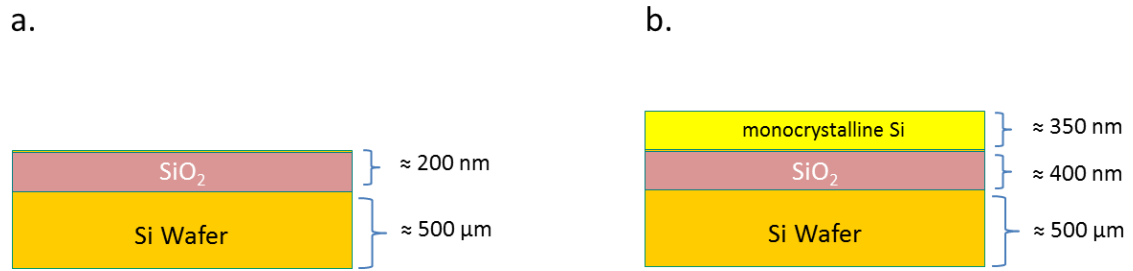 a.
SiO₂
≈ 200 nm
Si Wafer
≈ 500 µm
b.
monocrystalline Si
≈ 350 nm
SiO₂
≈ 400 nm
Si Wafer
≈ 500 µm